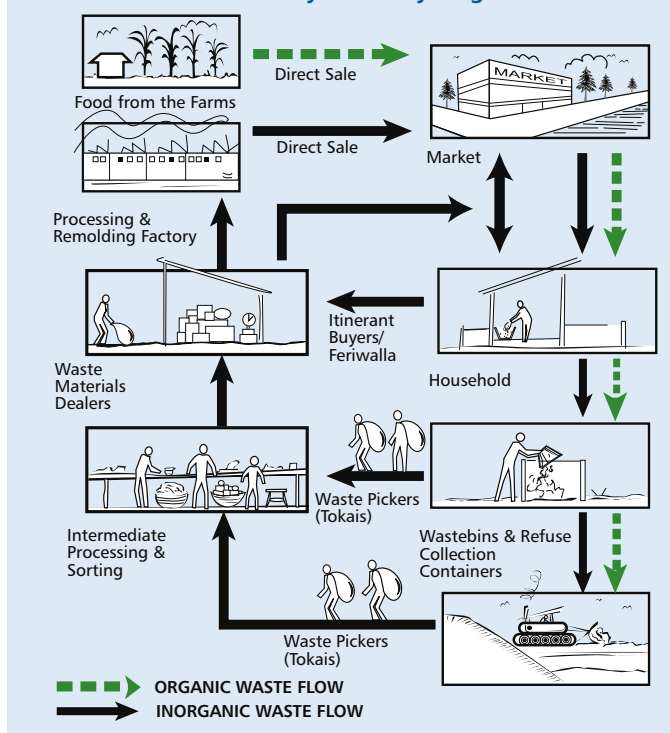 Direct Sale
MARKET
Food from the Farms
Direct Sale
Market
Processing &
Remolding Factory
Itinerant
Buyers/
Feriwalla
Waste
Materials
Dealers
Household
Waste Pickers
(Tokais)
Intermediate
Processing &
Sorting
Wastebins & Refuse
Collection
Containers
Waste Pickers
(Tokais)
ORGANIC WASTE FLOW
INORGANIC WASTE FLOW